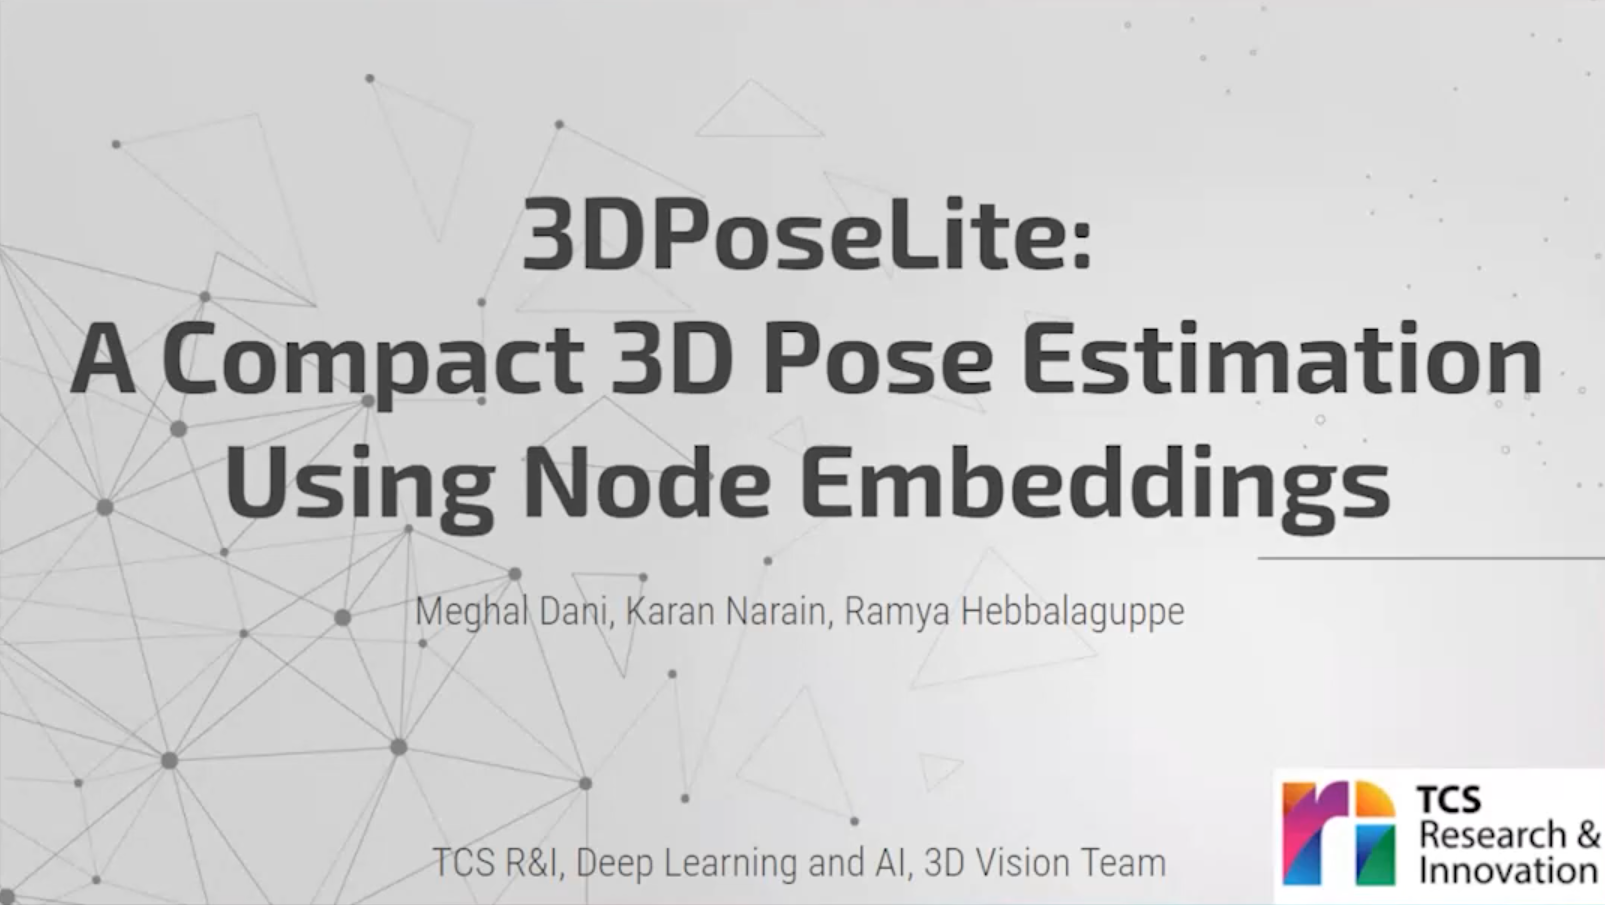 3DPoseLite:
A Compact 3D Pose Estimation
Using Node Embeddings
Meghal Dani, Karan Narain, Ramya Hebbalaguppe
TCS R&I, Deep Learning and AI, 3D Vision Team
TCS
Research &
Innovation